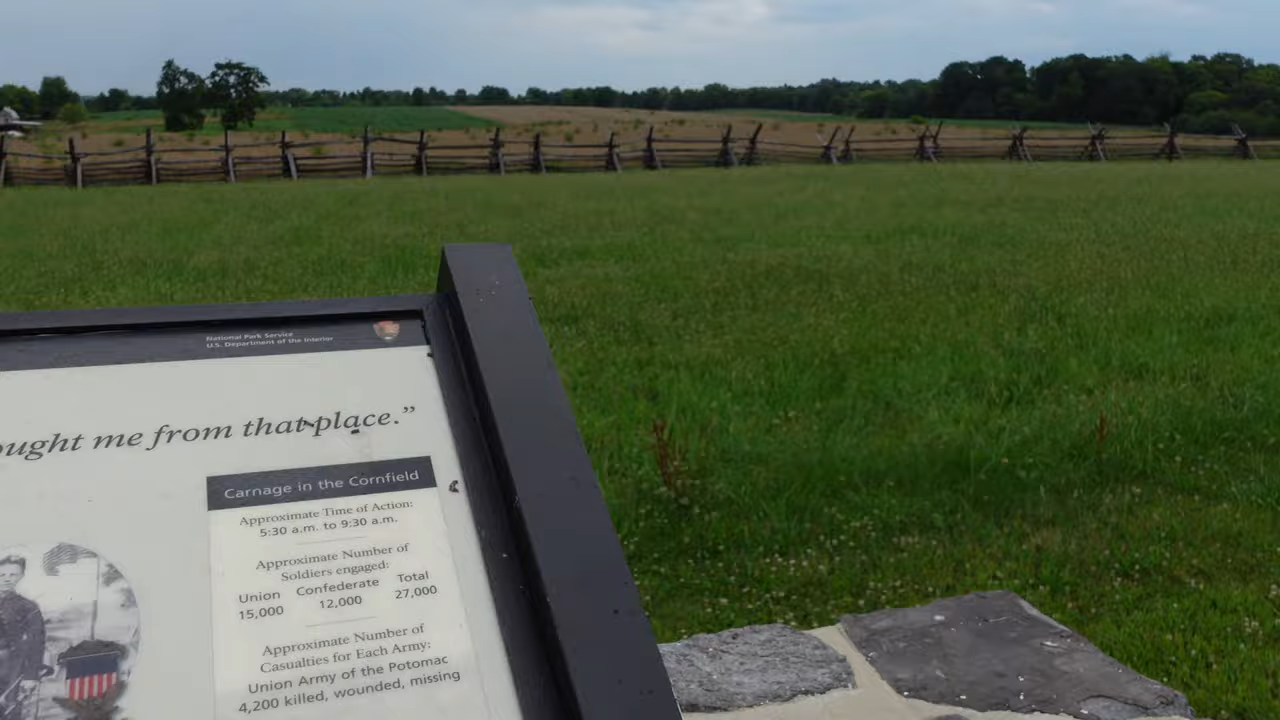 National Park Service
U.S. Department of the Interior
ought me from that place.”
Carnage in the Cornfield
Approximate Time of Action:
5:30 a.m. to 9:30 a.m.
Approximate Number of
Soldiers engaged:
Union Confederate Total
15,000 12,000 27,000
Approximate Number of
Casualties for Each Army:
Union Army of the Potomac
4,200 killed, wounded, missing